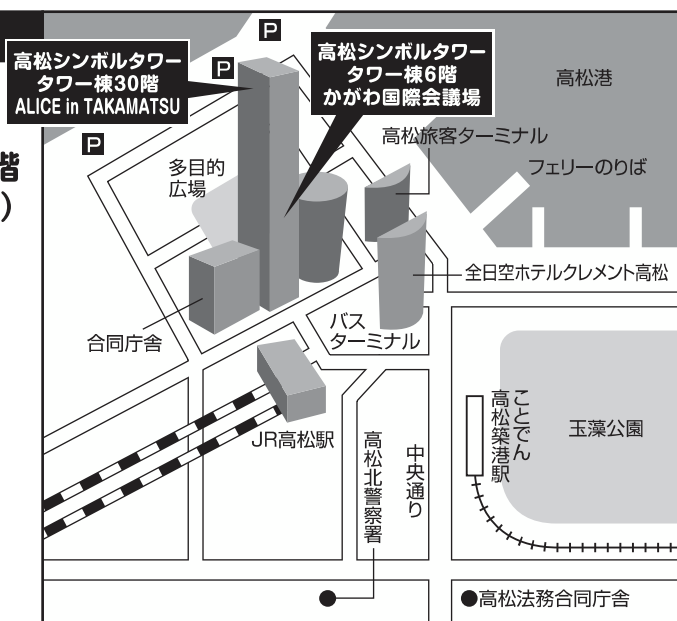 P
高松シンボルタワー
タワー棟30階
ALICE in TAKAMATSU
P
高松シンボルタワー
タワー棟6階
かがわ国際会議場
P
高松港
高松旅客ターミナル
フェリーのりば
多目的
広場
階
)
全日空ホテルクレメント高松
バス
ターミナル
合同庁舎
JR高松駅
ことでん
高松築港駅
玉藻公園
高松北警察署
中央通り
高松法務合同庁舎